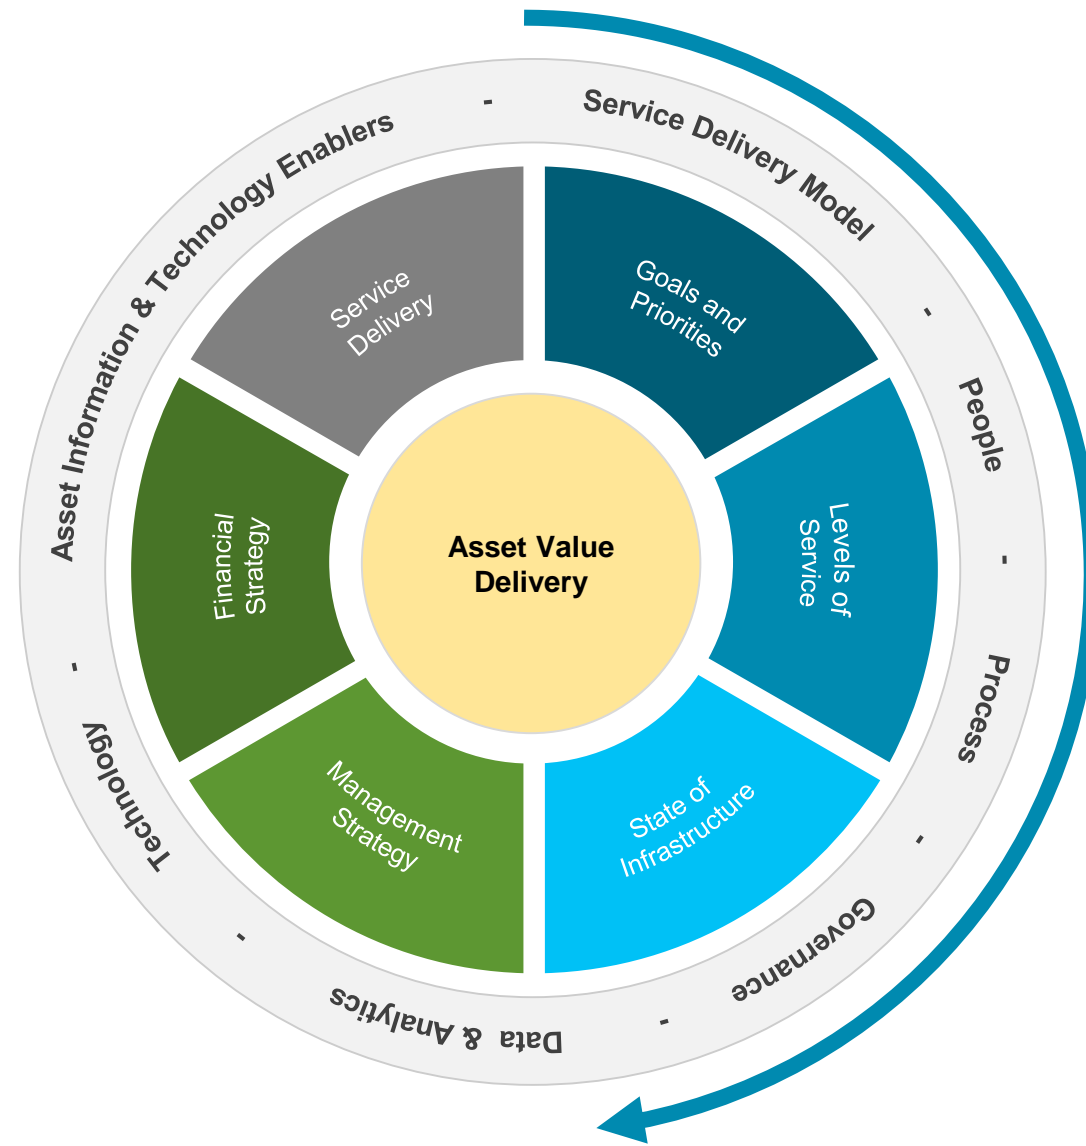 Service Delivery Model - People - Process - Governance - Data & Analytics - Technology - Asset Information & Technology Enablers -
Goals and
Priorities
Levels of
Service
State of
Infrastructure
Management
Strategy
Financial
Strategy
Service
Delivery
Asset Value
Delivery